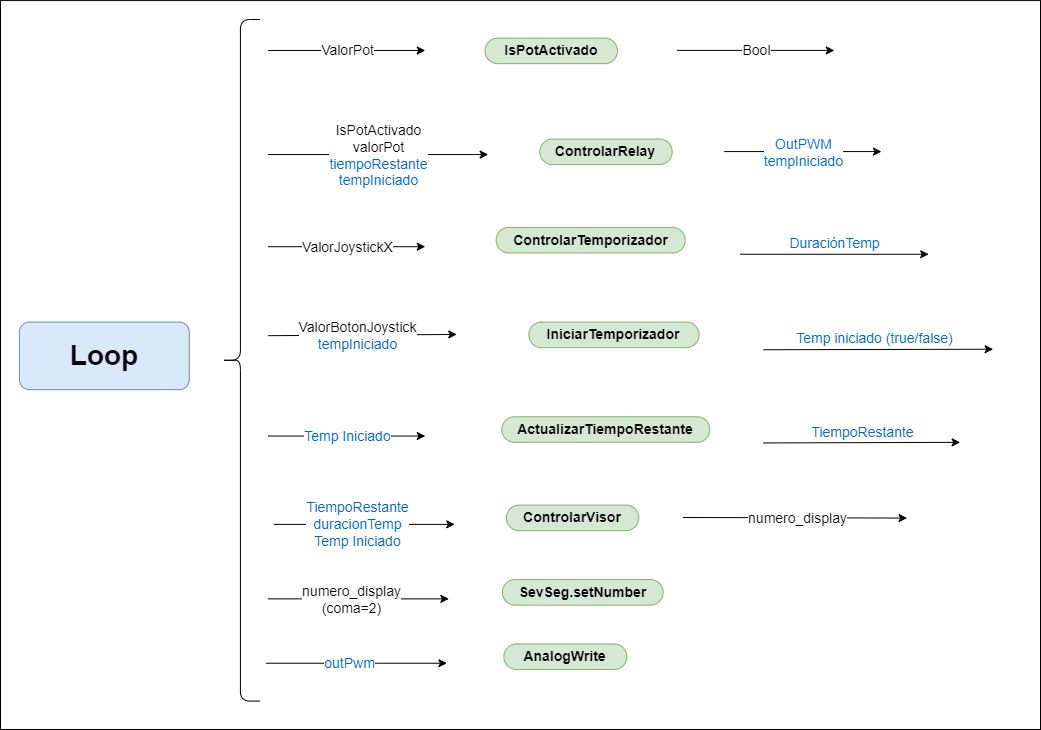 ValorPot
IsPotActivado
Bool
IsPotActivado
valorPot
tiempoRestante
tempIniciado
ControlarRelay
OutPWM
tempIniciado
ValorJoystickX
ControlarTemporizador
DuraciónTemp
ValorBotonJoystick
tempIniciado
IniciarTemporizador
Temp iniciado (true/false)
Loop
Temp Iniciado
ActualizarTiempoRestante
TiempoRestante
TiempoRestante
duracionTemp
Temp Iniciado
ControlarVisor
numero_display
numero_display
(coma=2)
SevSeg.setNumber
outPwm
AnalogWrite